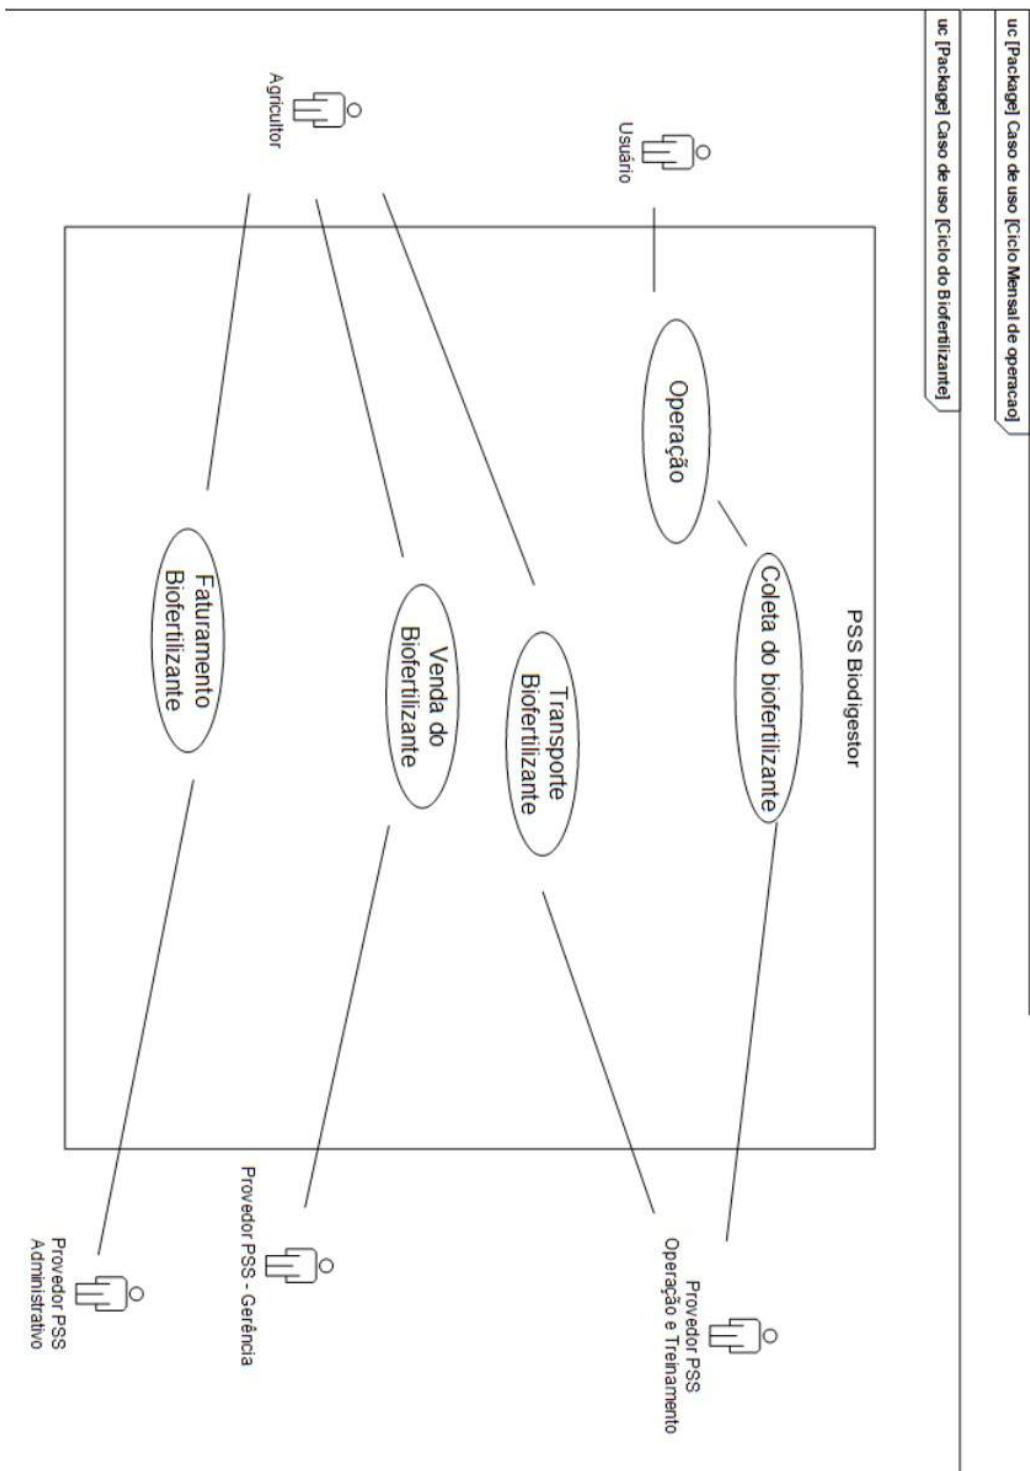 uc [Package] Caso de uso [Ciclo Mensal de operacao]
uc [Package] Caso de uso [Ciclo do Biofertilizante]
PSS Biodigestor
Usuário
Operação
Coleta do biofertilizante
Provedor PSS
Operação e Treinamento
Transporte
Biofertilizante
Venda do
Biofertilizante
Provedor PSS - Gerência
Agricultor
Faturamento
Biofertilizante
Provedor PSS
Administrativo